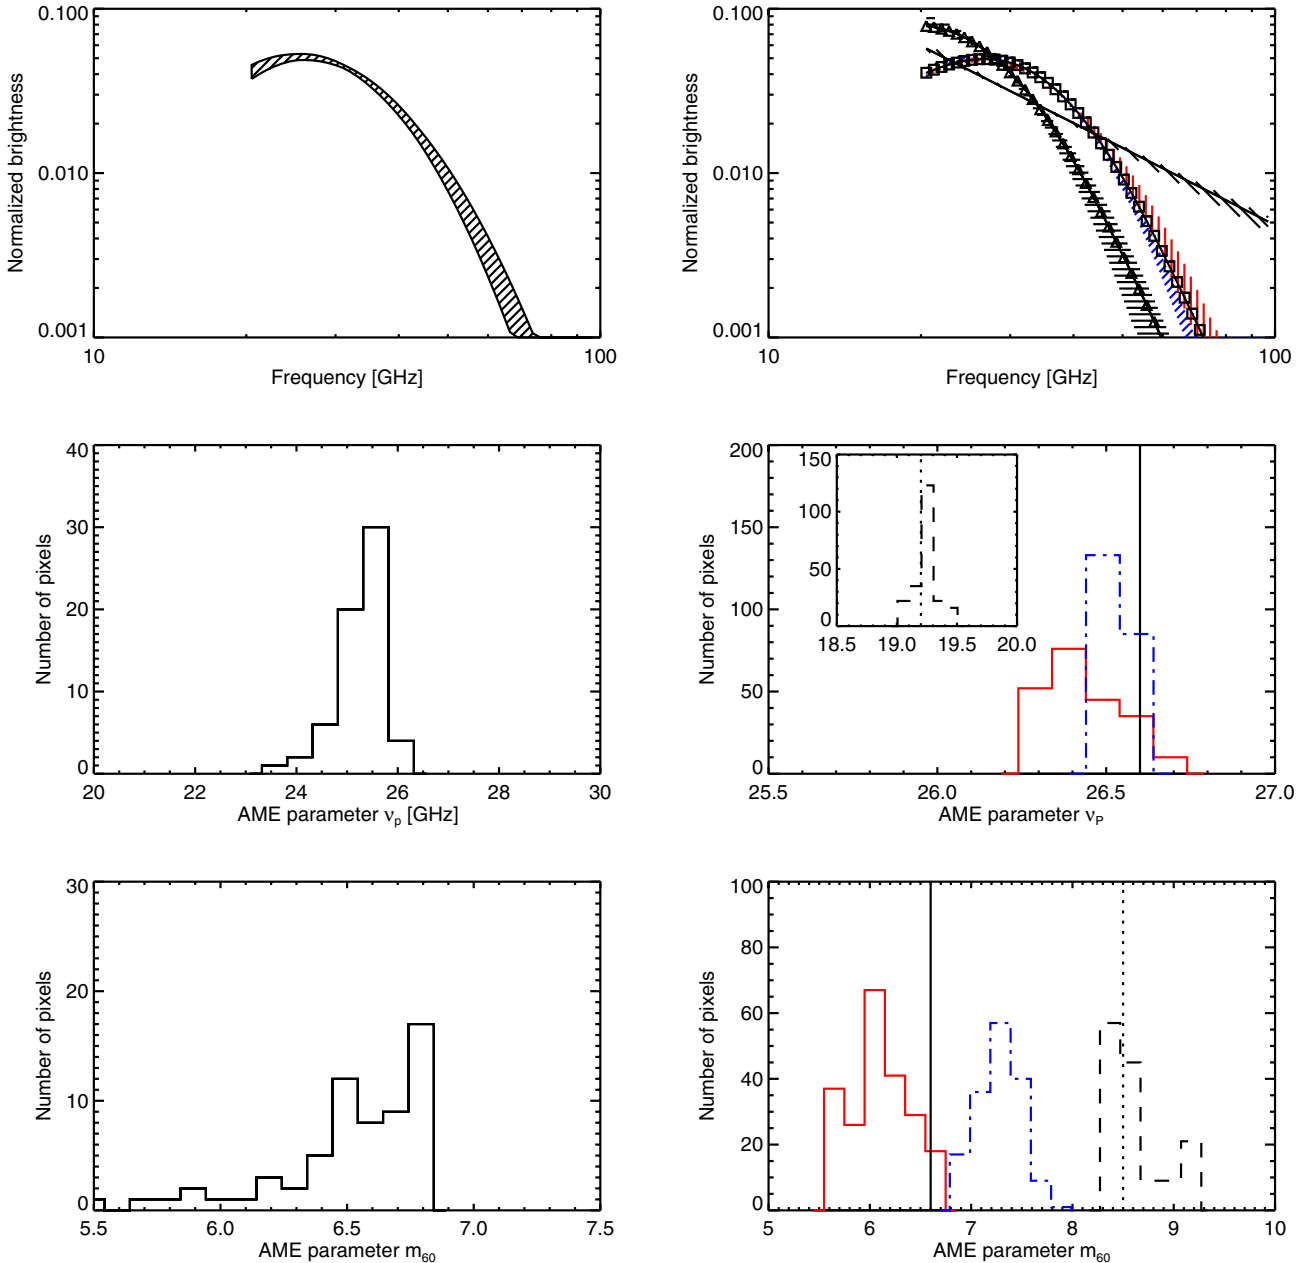 0.100
0.010
0.001
Normalized brightness
10
100
Frequency [GHz]
0.100
0.010
0.001
Normalized brightness
10
100
Frequency [GHz]
40
30
20
10
0
Number of pixels
20 22 24 26 28 30
AME parameter νp [GHz]
200
150
100
50
0
Number of pixels
150
100
50
0
18.5 19.0 19.5 20.0
25.5 26.0 26.5 27.0
AME parameter νP
30
20
10
0
Number of pixels
5.5 6.0 6.5 7.0 7.5
AME parameter m60
100
80
60
40
20
0
Number of pixels
5 6 7 8 9 10
AME parameter m60